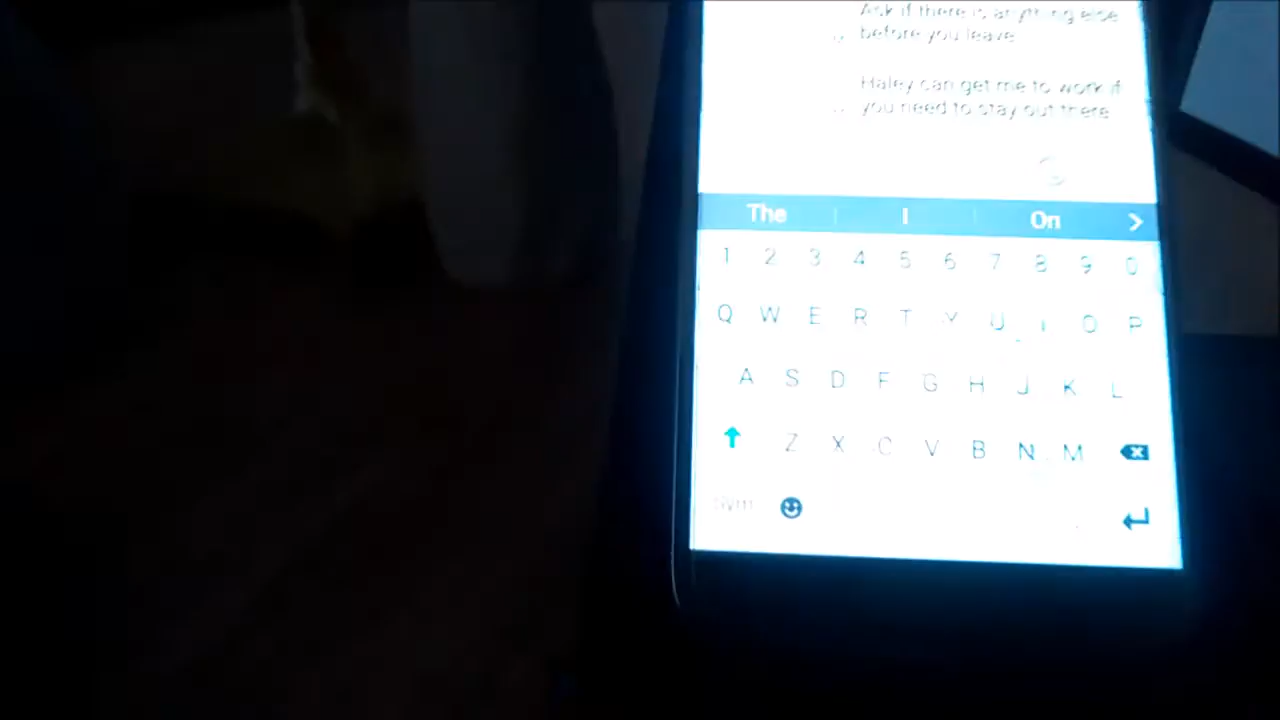 Ask if there is anything else
before you leave
Haley can get me to work if
you need to stay out there
The I On >
1 2 3 4 5 6 7 8 9 0
Q W E R T Y U I O P
A S D F G H J K L
Z X C V B N M
Sym